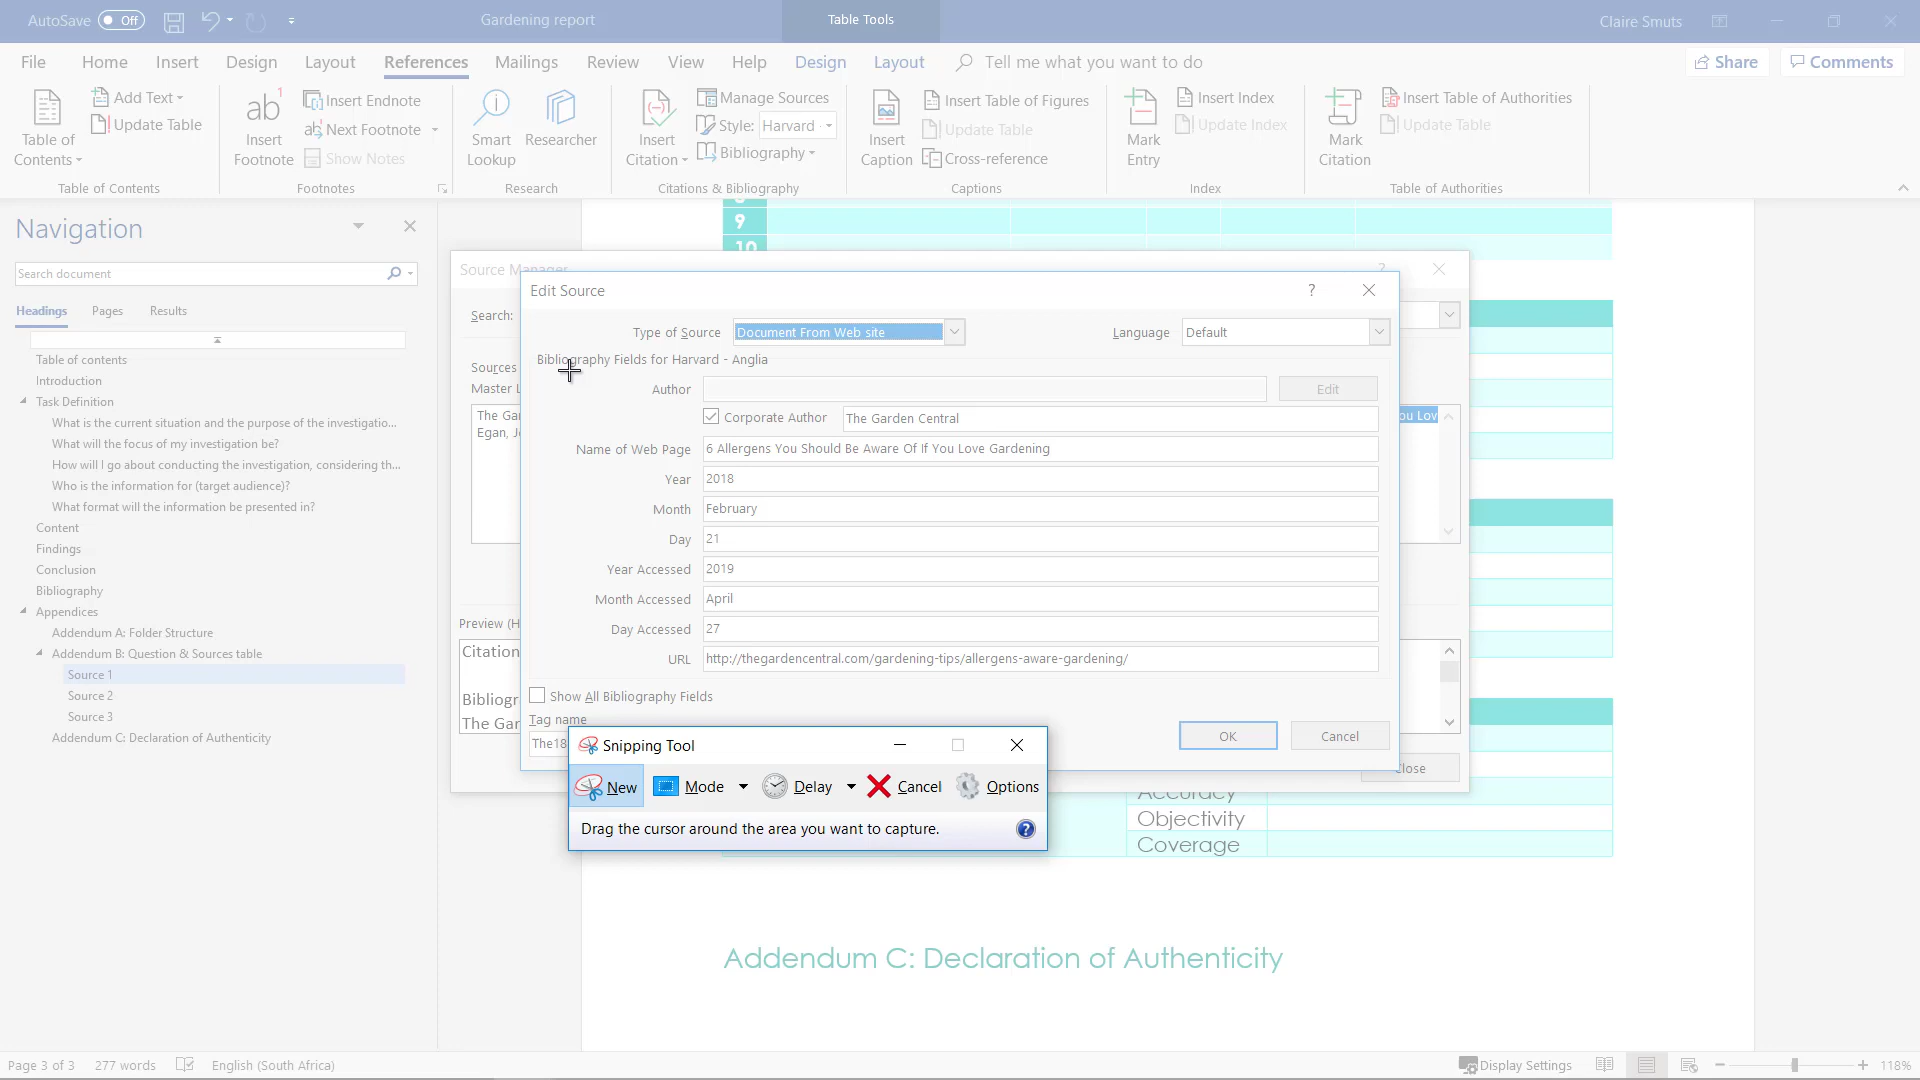 AutoSave Off
Gardening report
Table Tools
Claire Smuts
File Home Insert Design Layout References Mailings Review View Help Design Layout Tell me what you want to do Share Comments
Table of Contents
Add Text
Update Table
Table of Contents
ab 1
Insert Footnote
Insert Endnote
Next Footnote
Show Notes
Footnotes
Smart Lookup
Researcher
Research
Insert Citation
Manage Sources
Style: Harvard
Bibliography
Citations & Bibliography
Insert Caption
Insert Table of Figures
Update Table
Cross-reference
Captions
Mark Entry
Insert Index
Update Index
Index
Mark Citation
Insert Table of Authorities
Update Table
Table of Authorities
Navigation
Search document
Headings Pages Results
Table of contents
Introduction
Task Definition
What is the current situation and the purpose of the investigatio...
What will the focus of my investigation be?
How will I go about conducting the investigation, considering th...
Who is the information for (target audience)?
What format will the information be presented in?
Content
Findings
Conclusion
Bibliography
Appendices
Addendum A: Folder Structure
Addendum B: Question & Sources table
Source 1
Source 2
Source 3
Addendum C: Declaration of Authenticity
9
10
Source Manager
?
Search:
Sources
Master L
The Gar
Egan, Jo
ou Lov
Preview (H
Citation
Bibliogr
The Gar
Close
Edit Source
?
Type of Source Document From Web site
Language Default
Bibliography Fields for Harvard - Anglia
Author
Edit
Corporate Author The Garden Central
Name of Web Page 6 Allergens You Should Be Aware Of If You Love Gardening
Year 2018
Month February
Day 21
Year Accessed 2019
Month Accessed April
Day Accessed 27
URL http://thegardencentral.com/gardening-tips/allergens-aware-gardening/
Show All Bibliography Fields
Tag name
The18
OK
Cancel
Snipping Tool
New Mode Delay Cancel Options
Drag the cursor around the area you want to capture.
?
Accuracy
Objectivity
Coverage
Addendum C: Declaration of Authenticity
Page 3 of 3 277 words English (South Africa) Display Settings 118%